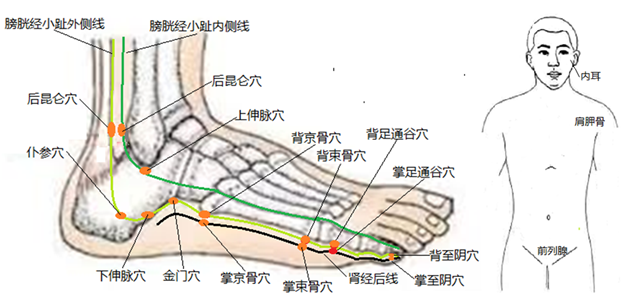 膀胱经小趾外侧线
膀胱经小趾内侧线
后昆仑穴
后昆仑穴
上伸脉穴
仆参穴
背京骨穴
背束骨穴
背足通谷穴
掌足通谷穴
下伸脉穴
金门穴
掌京骨穴
掌束骨穴
肾经后线
背至阴穴
掌至阴穴
内耳
肩胛骨
前列腺